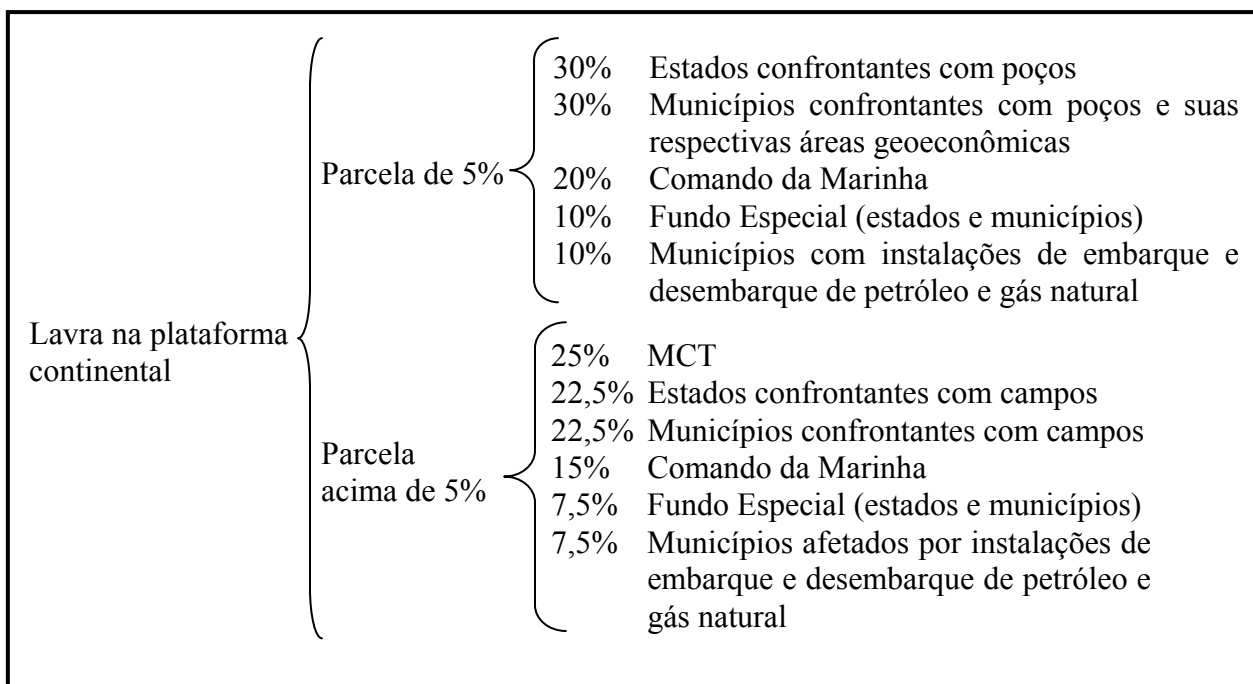 Lavra na plataforma
continental
Parcela de 5%
30% Estados confrontantes com poços
30% Municípios confrontantes com poços e suas
respectivas áreas geoeconômicas
20% Comando da Marinha
10% Fundo Especial (estados e municípios)
10% Municípios com instalações de embarque e
desembarque de petróleo e gás natural
Parcela
acima de 5%
25% MCT
22,5% Estados confrontantes com campos
22,5% Municípios confrontantes com campos
15% Comando da Marinha
7,5% Fundo Especial (estados e municípios)
7,5% Municípios afetados por instalações de
embarque e desembarque de petróleo e
gás natural